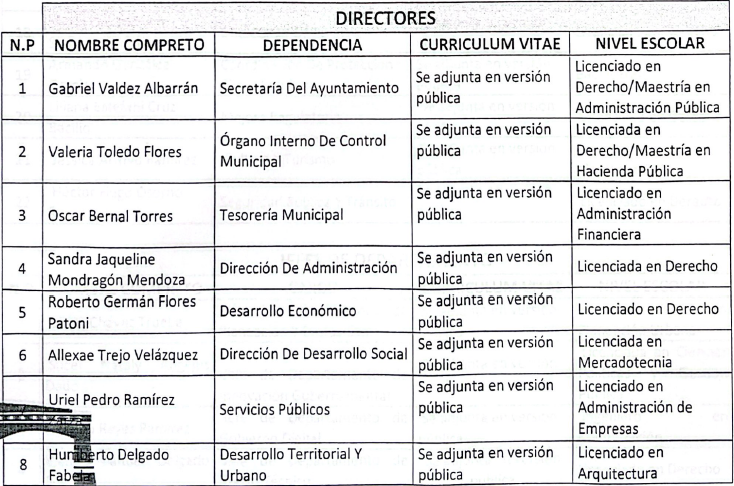 DIRECTORES
N.P NOMBRE COMPRETO DEPENDENCIA CURRICULUM VITAE NIVEL ESCOLAR
1 Gabriel Valdez Albarrán Secretaría Del Ayuntamiento Se adjunta en versión pública Licenciado en Derecho/Maestría en Administración Pública
2 Valeria Toledo Flores Órgano Interno De Control Municipal Se adjunta en versión pública Licenciada en Derecho/Maestría en Hacienda Pública
3 Oscar Bernal Torres Tesorería Municipal Se adjunta en versión pública Licenciado en Administración Financiera
4 Sandra Jaqueline Mondragón Mendoza Dirección De Administración Se adjunta en versión pública Licenciada en Derecho
5 Roberto Germán Flores Patoni Desarrollo Económico Se adjunta en versión pública Licenciado en Derecho
6 Allexae Trejo Velázquez Dirección De Desarrollo Social Se adjunta en versión pública Licenciada en Mercadotecnia
Uriel Pedro Ramírez Servicios Públicos Se adjunta en versión pública Licenciado en Administración de Empresas
8 Humberto Delgado Fabela Desarrollo Territorial Y Urbano Se adjunta en versión pública Licenciado en Arquitectura